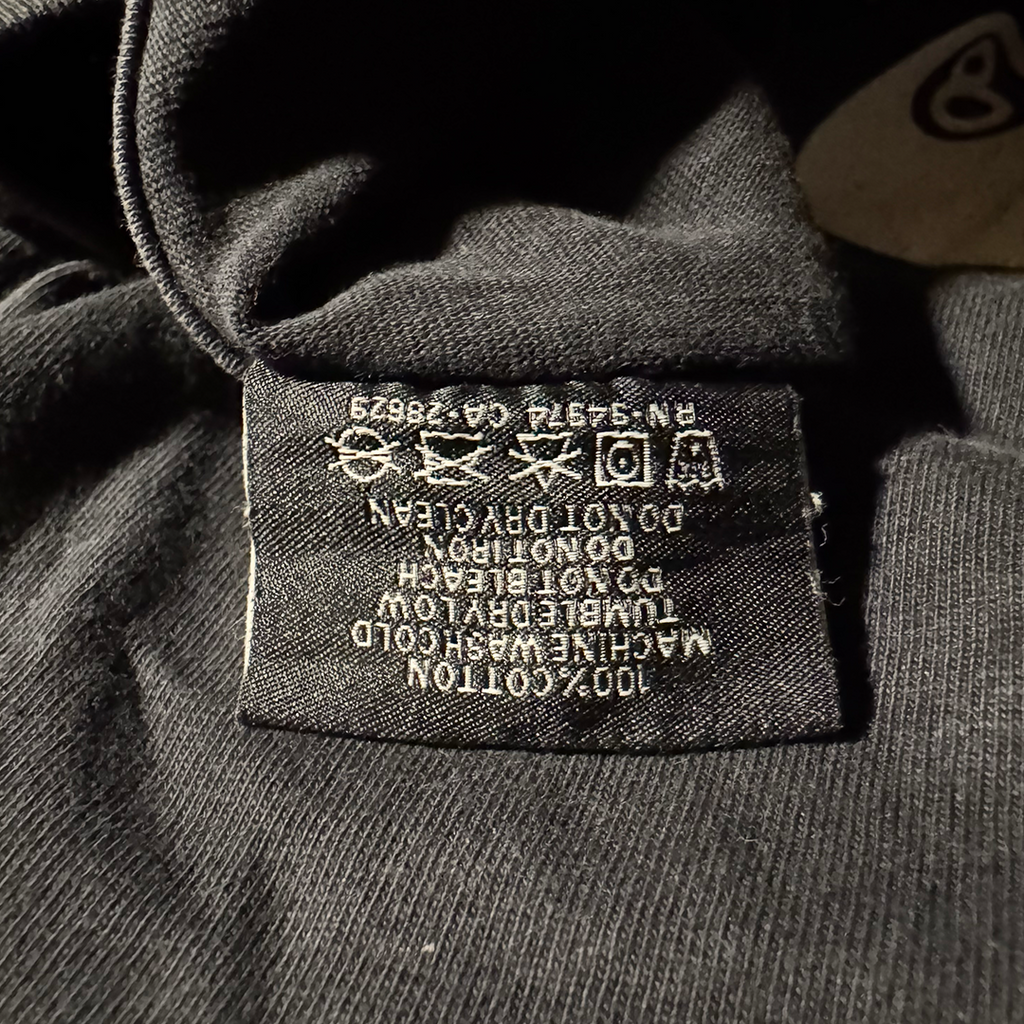 100% COTTON
MACHINE WASH COLD
TUMBLE DRY LOW
DO NOT BLEACH
DO NOT IRON
DO NOT DRY CLEAN
RN-34974 CA-28629